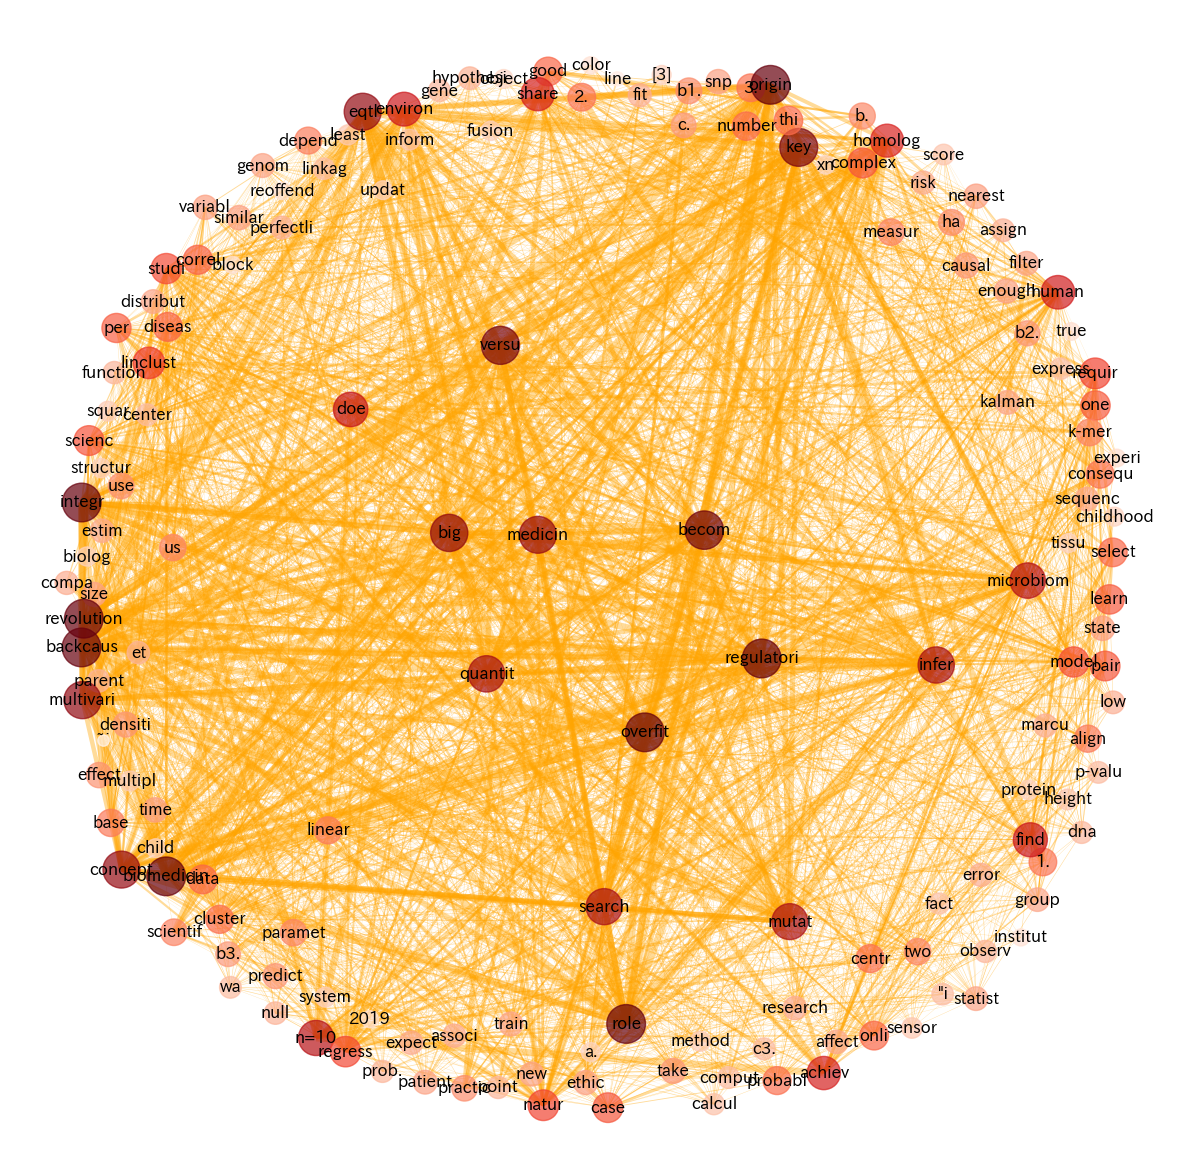 color
good
[3]
hypothesi
object
line
snp
3.
origin
gene
share
2.
fit
b1.
eqtl
environ
b.
thi
c.
number
fusion
least
inform
depend
key
homolog
score
xn
complex
genom
linkag
risk
reoffend
updat
nearest
variabl
similar
perfectli
ha
measur
assign
correl
block
studi
causal
filter
enough
human
distribut
per
diseas
b2.
true
versu
linclust
function
express
requir
squar
center
doe
kalman
one
scienc
k-mer
structur
experi
consequ
use
integr
sequenc
childhood
estim
big
medicin
becom
biolog
us
tissu
select
compa
size
microbiom
learn
revolution
state
backcaus
et
regulatori
infer
model
pair
parent
quantit
multivari
low
densiti
overfit
marcu
align
effect
multipl
p-valu
protein
height
time
base
linear
dna
child
find
1.
concept
biomedicin
data
error
fact
group
search
cluster
scientif
paramet
mutat
institut
b3.
centr
two
observ
predict
wa
system
"i
statist
null
2019
research
train
role
sensor
n=10
associ
expect
method
affect
onli
regress
a.
c3.
prob.
new
take
achiev
patient
practic
point
ethic
comput
probabl
natur
case
calcul